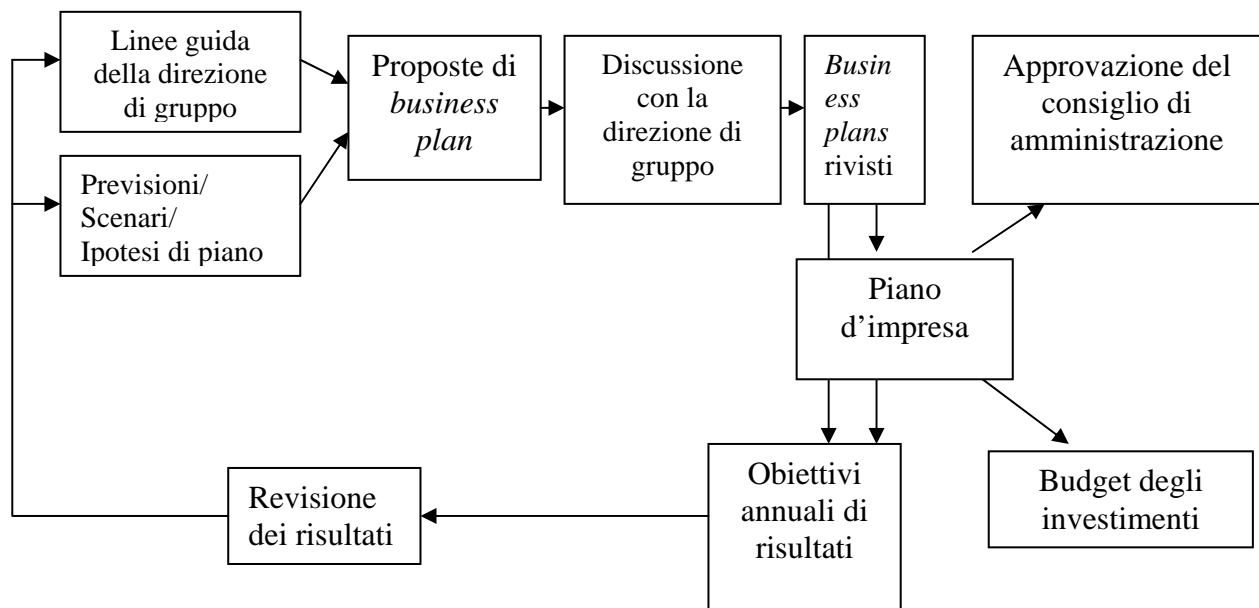 Linee guida
della direzione
di gruppo
Previsioni/
Scenari/
Ipotesi di piano
Proposte di
business
plan
Discussione
con la
direzione di
gruppo
Busin
ess
plans
rivisti
Approvazione del
consiglio di
amministrazione
Piano
d’impresa
Obiettivi
annuali di
risultati
Budget degli
investimenti
Revisione
dei risultati